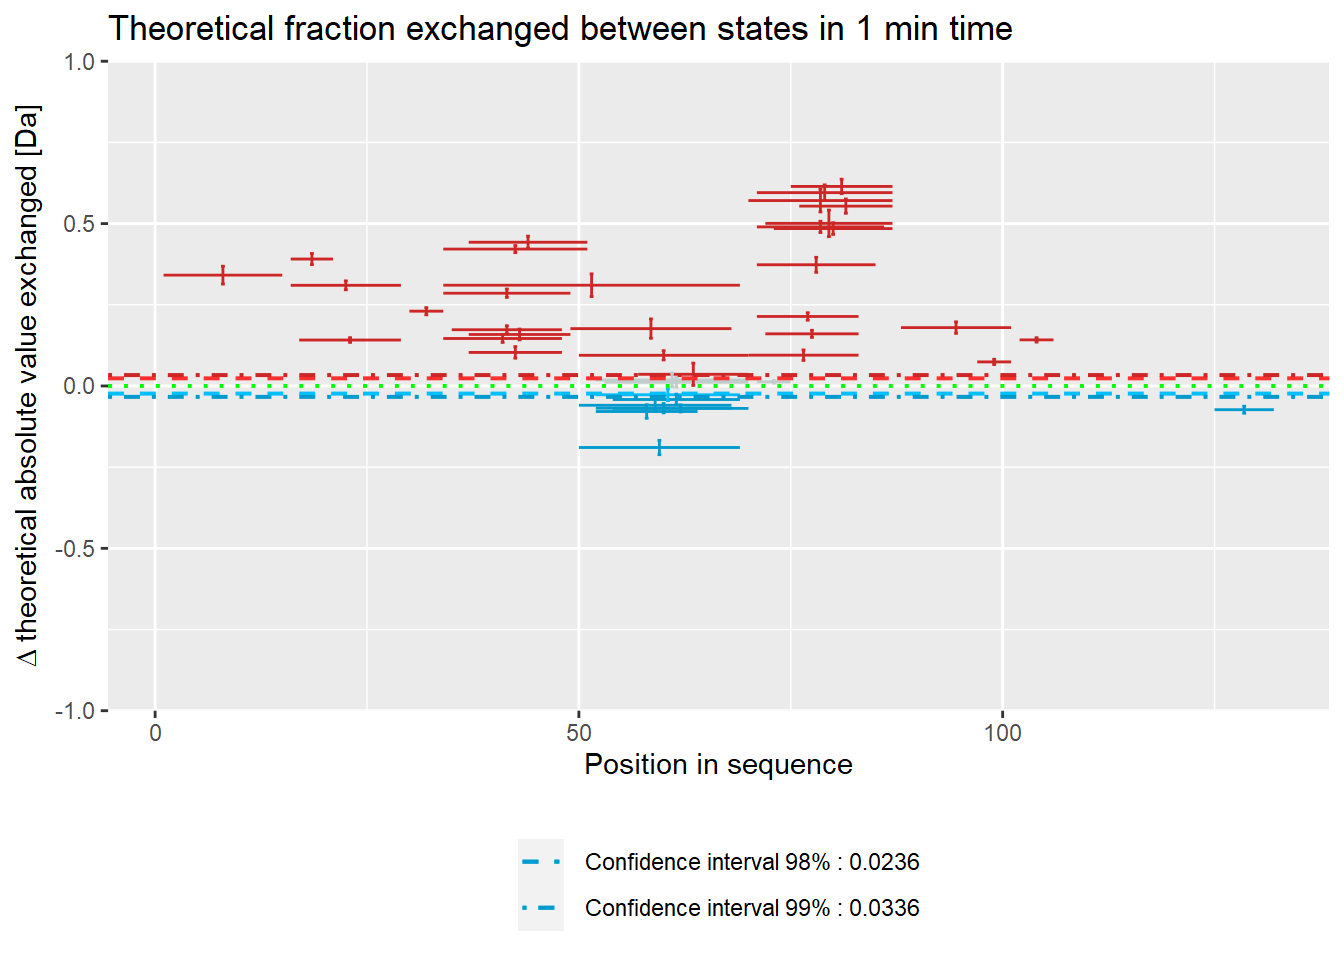 Theoretical fraction exchanged between states in 1 min time
Δ theoretical absolute value exchanged [Da]
1.0
0.5
0.0
-0.5
-1.0
0
50
100
Position in sequence
Confidence interval 98% : 0.0236
Confidence interval 99% : 0.0336